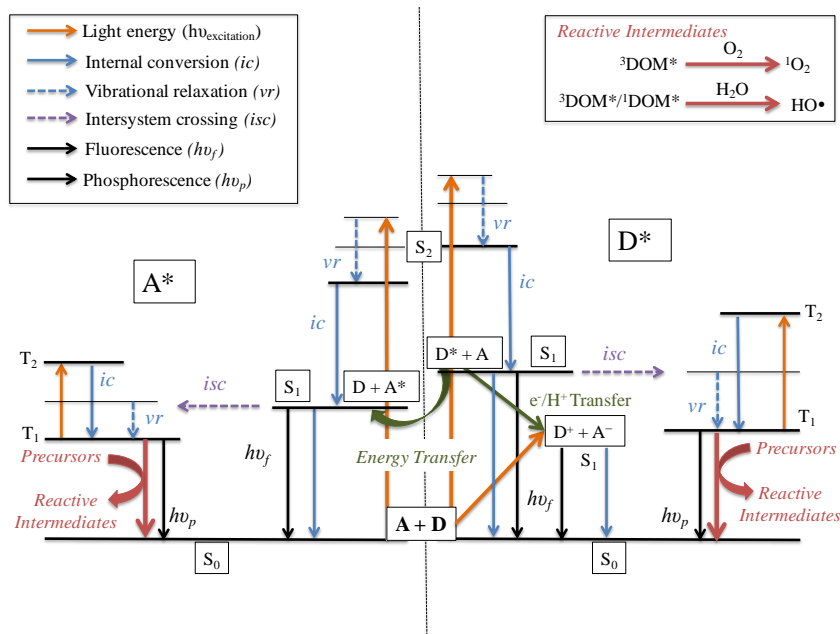 Light energy (hυexcitation)
Internal conversion (ic)
Vibrational relaxation (vr)
Intersystem crossing (isc)
Fluorescence (hυf)
Phosphorescence (hυp)
Reactive Intermediates
³DOM* O₂ ¹O₂
³DOM*/¹DOM* H₂O HO•
A*
D*
S₂
vr
vr
ic
ic
T₂
ic
vr
T₁
isc
S₁
D + A*
D* + A
S₁
isc
T₂
ic
vr
T₁
e⁻/H⁺ Transfer
D⁺ + A⁻
S₁
Energy Transfer
hυf
hυf
Precursors
Reactive
Intermediates
hυp
A + D
hυp
Precursors
Reactive
Intermediates
S₀
S₀